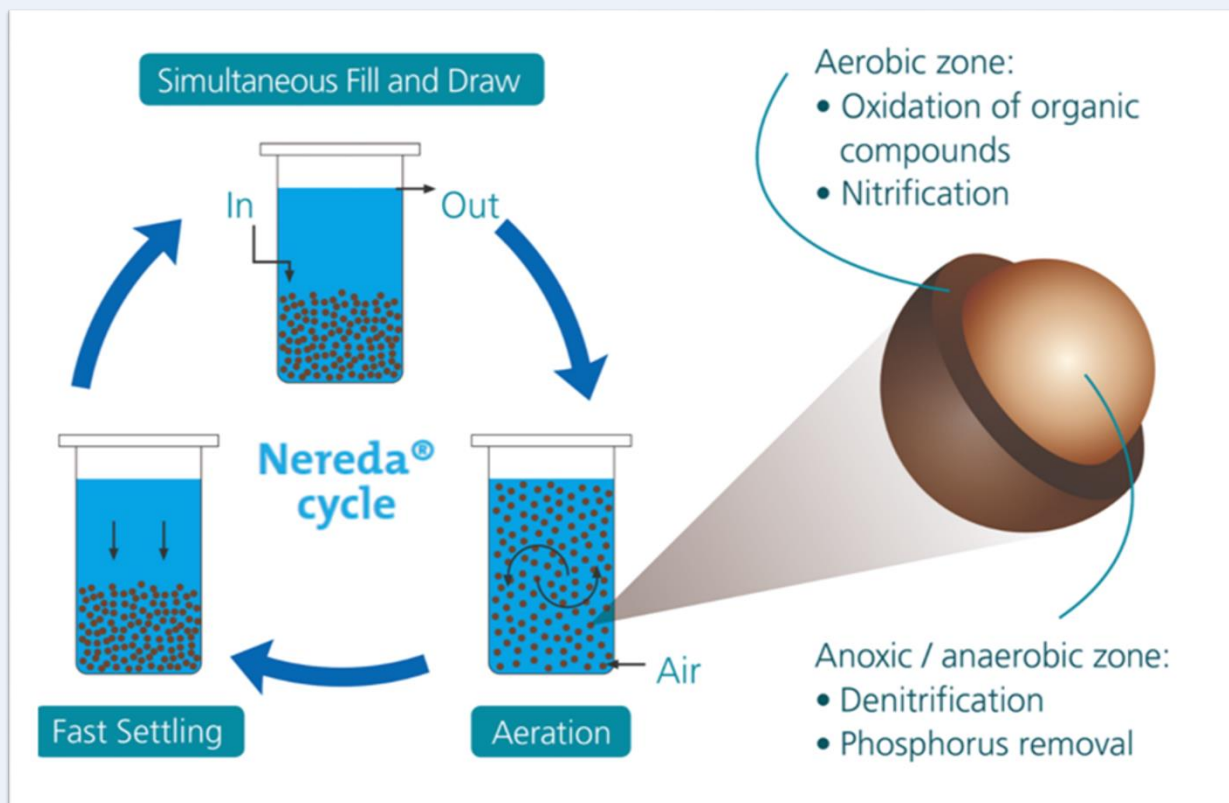 Simultaneous Fill and Draw
In
Out
Nereda®
cycle
Air
Fast Settling
Aeration
Aerobic zone:
• Oxidation of organic
compounds
• Nitrification
Anoxic / anaerobic zone:
• Denitrification
• Phosphorus removal